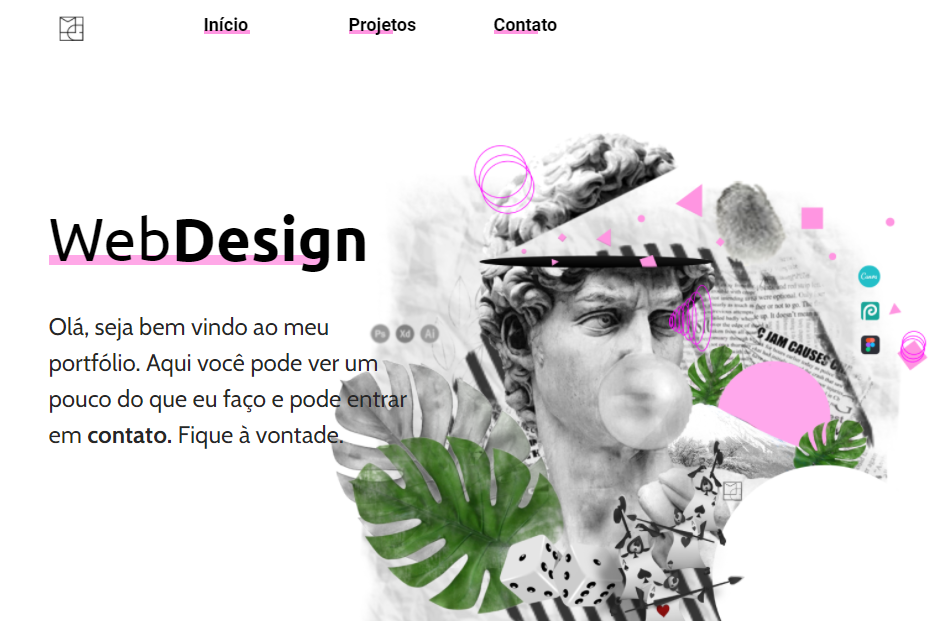 Início
Projetos
Contato
WebDesign
Olá, seja bem vindo ao meu
portfólio. Aqui você pode ver um
pouco do que eu faço e pode entrar
em contato. Fique à vontade.
Ps Xd Ai
Canva
C JAM CAUSES